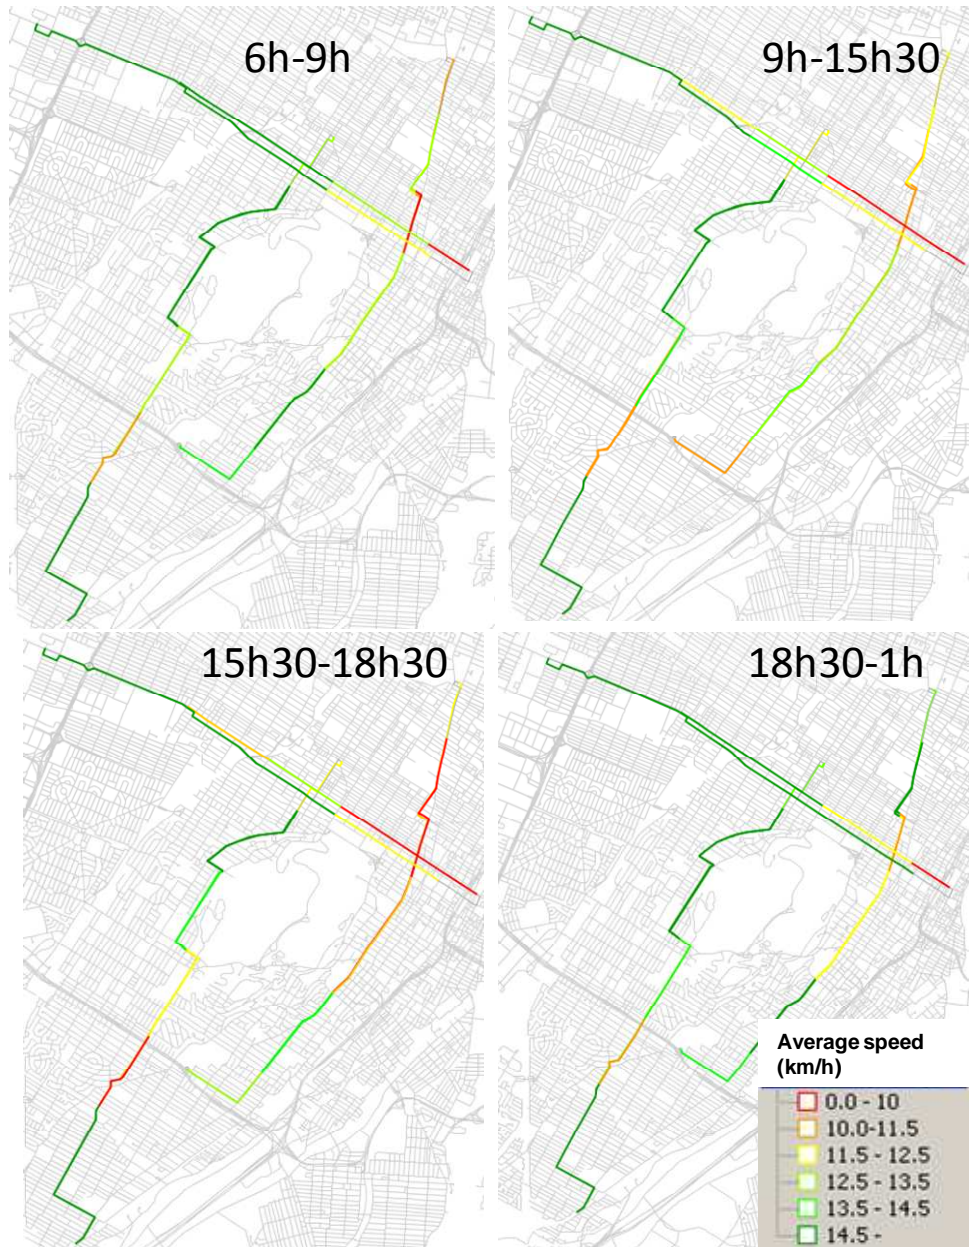 6h-9h
9h-15h30
15h30-18h30
18h30-1h
Average speed
(km/h)
0.0 - 10
10.0-11.5
11.5 - 12.5
12.5 - 13.5
13.5 - 14.5
14.5 -